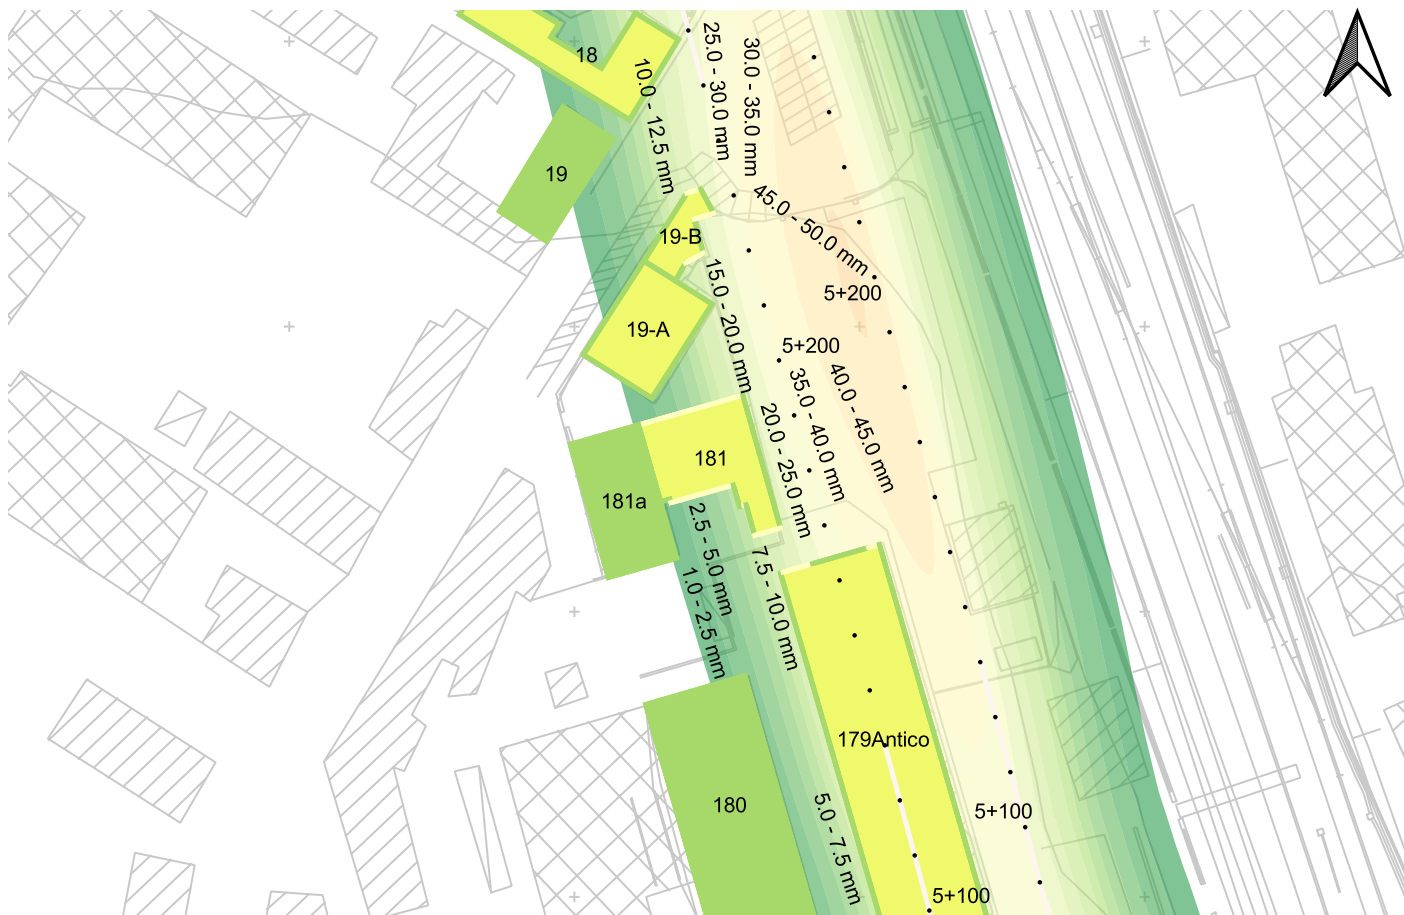 18
10.0 - 12.5 mm
25.0 - 30.0 mm
30.0 - 35.0 mm
19
45.0 - 50.0 mm
19-B
15.0 - 20.0 mm
5+200
19-A
5+200
35.0 - 40.0 mm
40.0 - 45.0 mm
20.0 - 25.0 mm
181
181a
2.5 - 5.0 mm
7.5 - 10.0 mm
1.0 - 2.5 mm
179Antico
180
5.0 - 7.5 mm
5+100
5+100